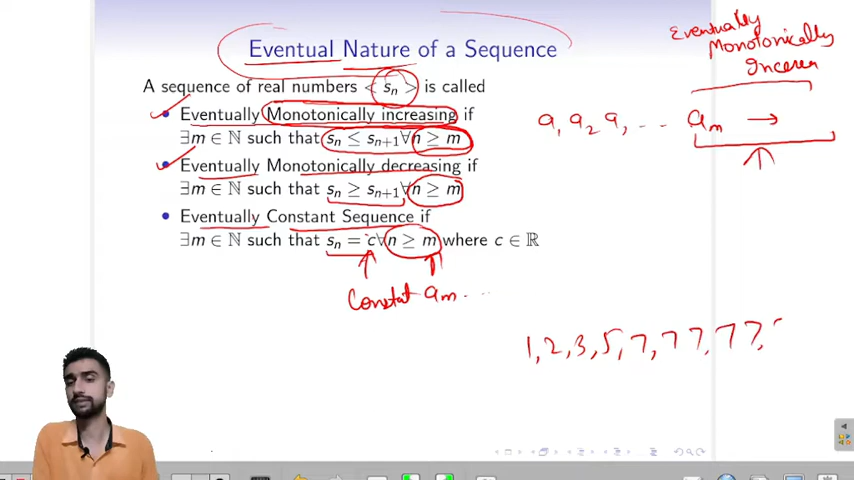 Eventual Nature of a Sequence
A sequence of real numbers < sₙ > is called
• Eventually Monotonically increasing if
∃m ∈ ℕ such that sₙ ≤ sₙ₊₁∀n ≥ m
• Eventually Monotonically decreasing if
∃m ∈ ℕ such that sₙ ≥ sₙ₊₁∀n ≥ m
• Eventually Constant Sequence if
∃m ∈ ℕ such that sₙ = c∀n ≥ m where c ∈ ℝ
Eventually
Monotonically
a, a₂ a, ... aₘ →
Constat aₘ . ...
1, 2, 3, 5, 7, 7 7, 7 7,